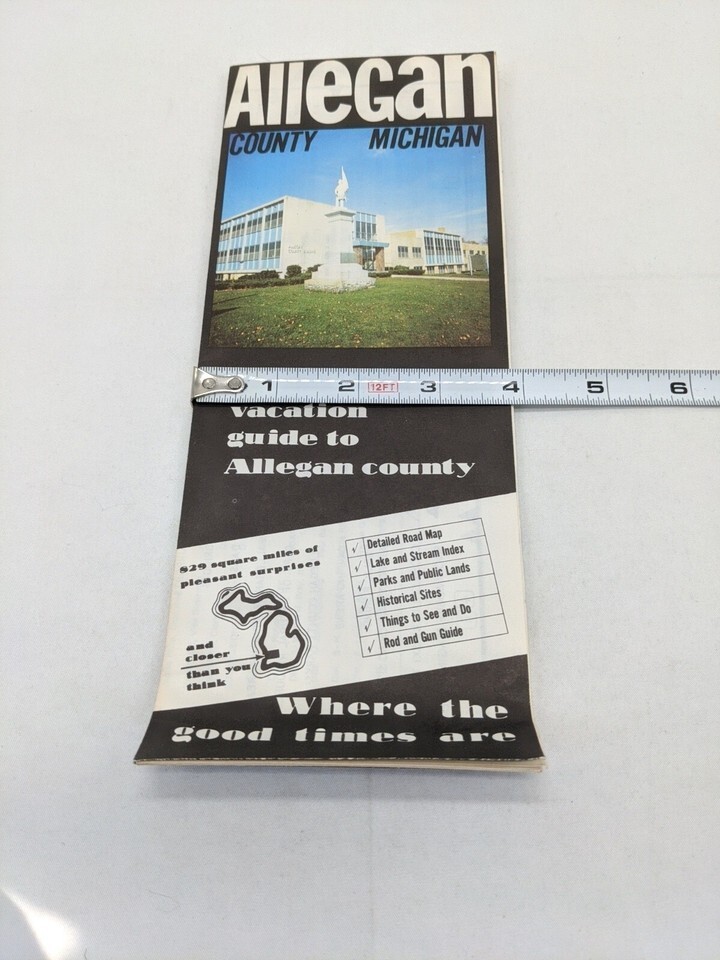 Allegan
COUNTY MICHIGAN
1 2 12FT 3 4 5 6
vacation
guide to
Allegan county
829 square miles of
pleasant surprises
and
closer
than you
think
✓ Detailed Road Map
✓ Lake and Stream Index
✓ Parks and Public Lands
✓ Historical Sites
✓ Things to See and Do
✓ Rod and Gun Guide
Where the
good times are